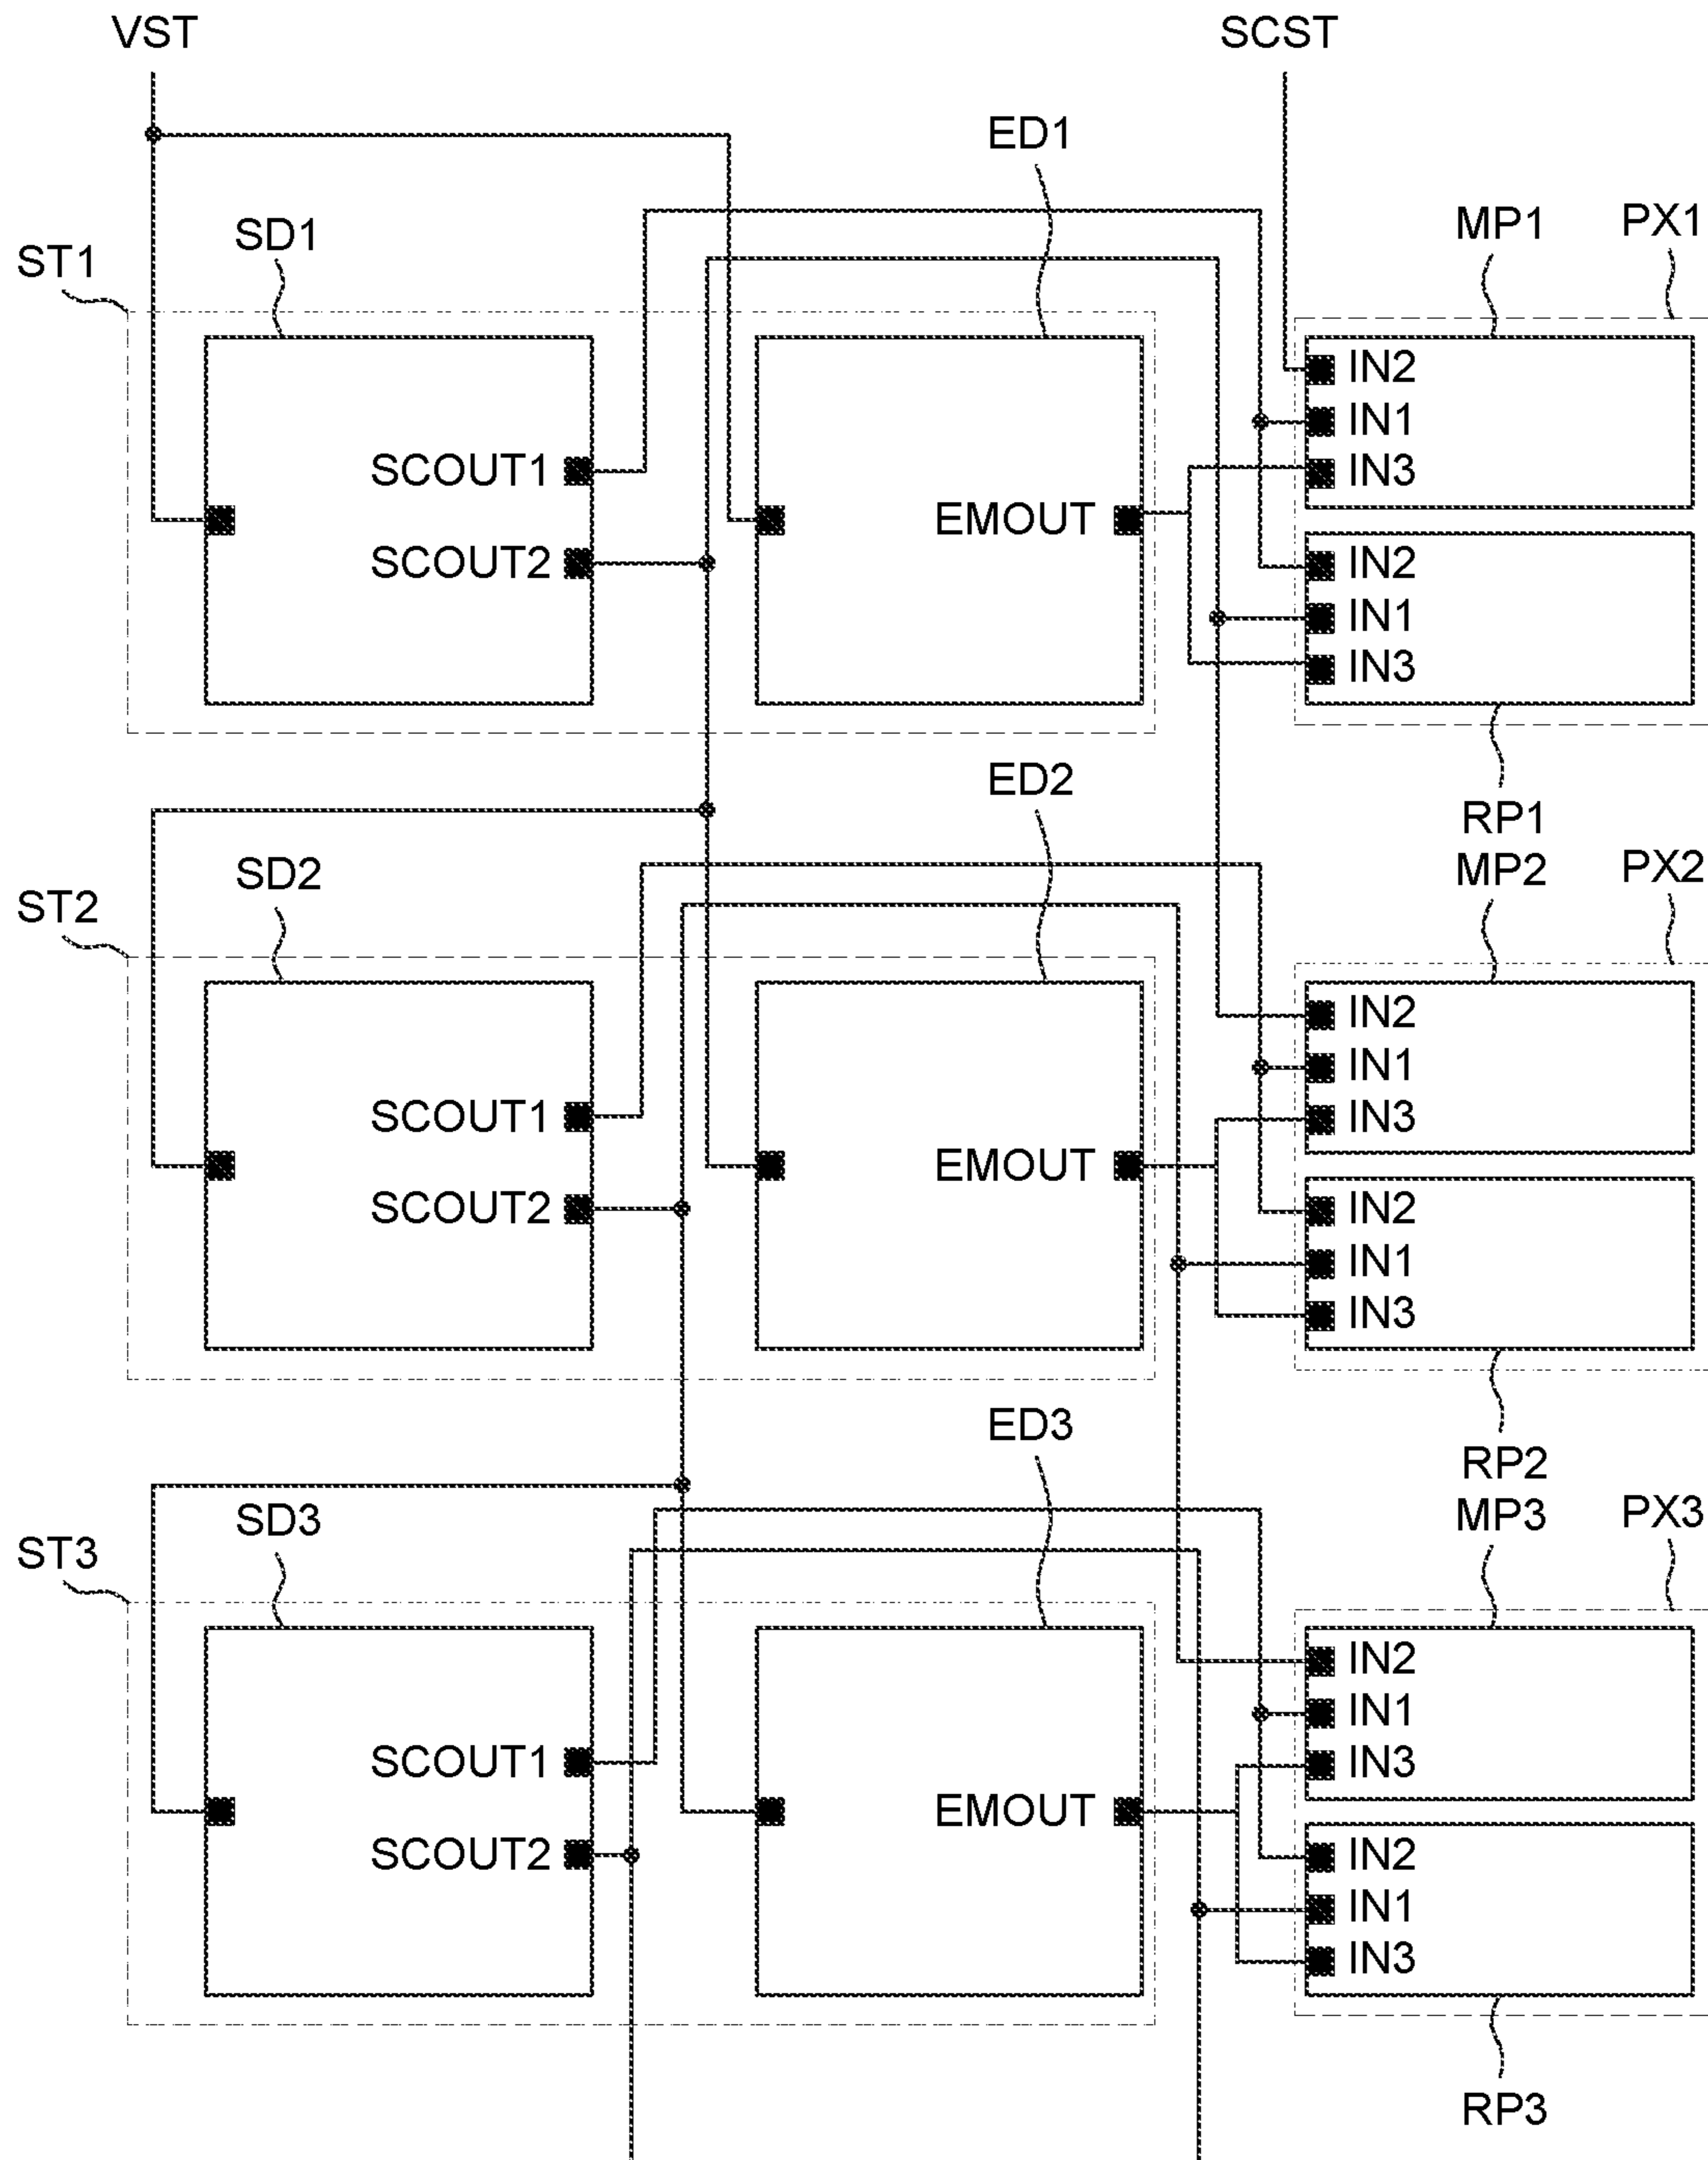 VST SCST
ED1
SD1 MP1 PX1
ST1
IN2
IN1
SCOUT1 IN3
EMOUT
SCOUT2 IN2
IN1
IN3
ED2
RP1
SD2 MP2 PX2
ST2
IN2
IN1
SCOUT1 IN3
EMOUT
SCOUT2 IN2
IN1
IN3
ED3
RP2
SD3 MP3 PX3
ST3
IN2
IN1
SCOUT1 IN3
EMOUT
SCOUT2 IN2
IN1
IN3
RP3